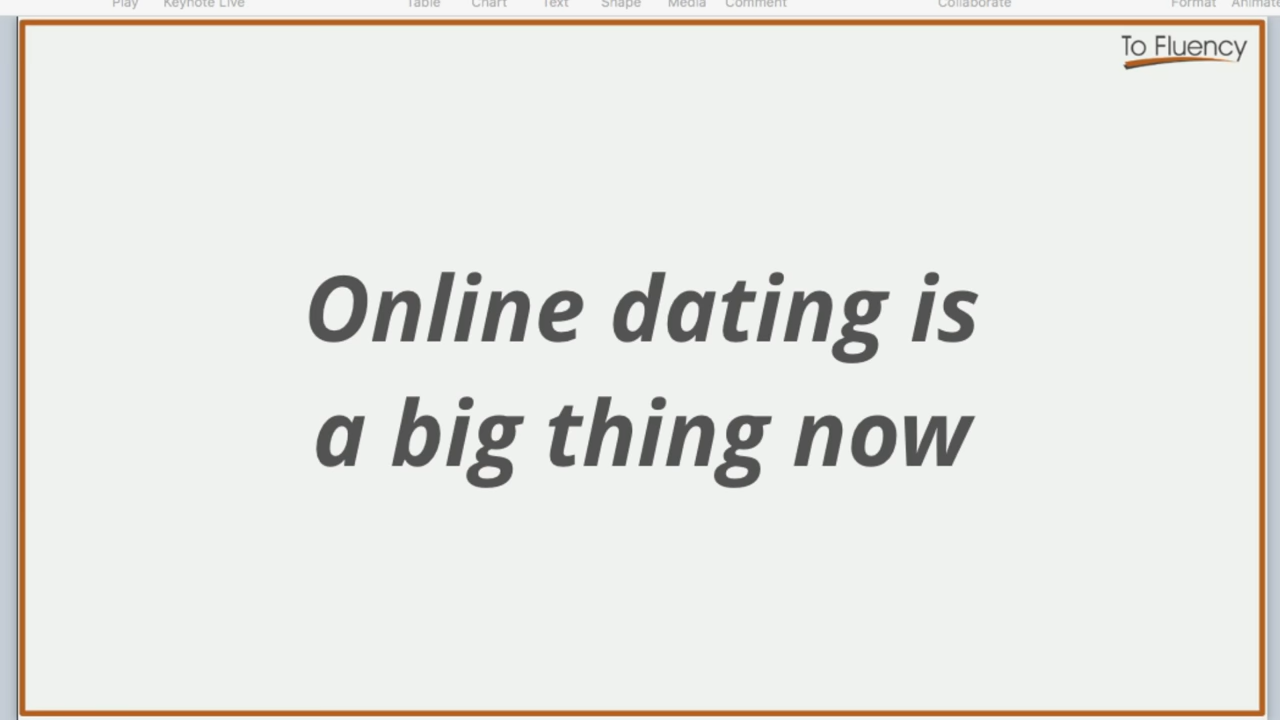 Play Keynote Live Table Chart Text Shape Media Comment Collaborate Format Animate
To Fluency
Online dating is
a big thing now